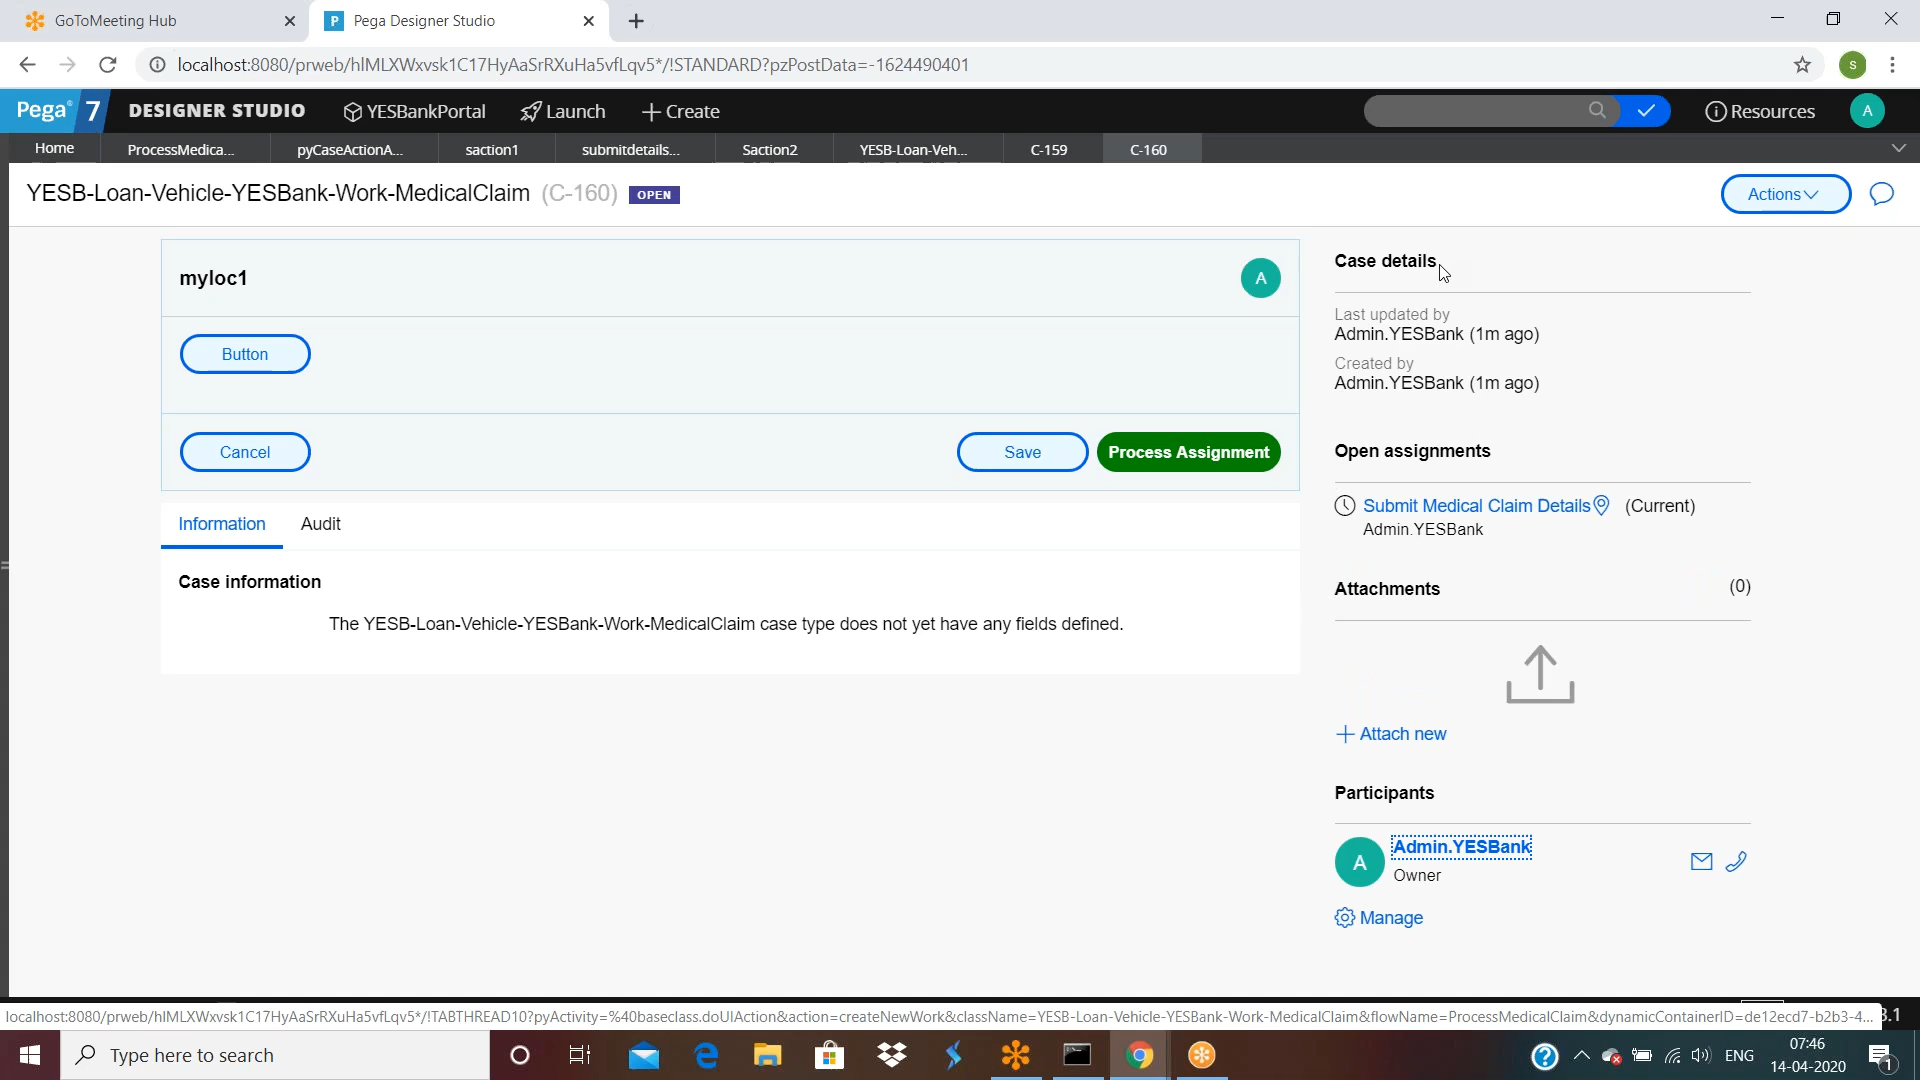 GoToMeeting Hub
P Pega Designer Studio
localhost:8080/prweb/hIMLXWxvsk1C17HyAaSrRXuHa5vfLqv5*/!STANDARD?pzPostData=-1624490401
S
Pega 7 DESIGNER STUDIO YESBankPortal Launch Create Resources A
Home ProcessMedica... pyCaseActionA... saction1 submitdetails... Saction2 YESB-Loan-Veh... C-159 C-160
YESB-Loan-Vehicle-YESBank-Work-MedicalClaim (C-160) OPEN
Actions
myloc1
A
Button
Cancel Save Process Assignment
Information Audit
Case information
The YESB-Loan-Vehicle-YESBank-Work-MedicalClaim case type does not yet have any fields defined.
Case details
Last updated by
Admin.YESBank (1m ago)
Created by
Admin.YESBank (1m ago)
Open assignments
Submit Medical Claim Details (Current)
Admin.YESBank
Attachments (0)
Attach new
Participants
A Admin.YESBank
Owner
Manage
localhost:8080/prweb/hIMLXWxvsk1C17HyAaSrRXuHa5vfLqv5*/!TABTHREAD10?pyActivity=%40baseclass.doUIAction&action=createNewWork&className=YESB-Loan-Vehicle-YESBank-Work-MedicalClaim&flowName=ProcessMedicalClaim&dynamicContainerID=de12ecd7-b2b3-4...
Type here to search
ENG
07:46
14-04-2020
1